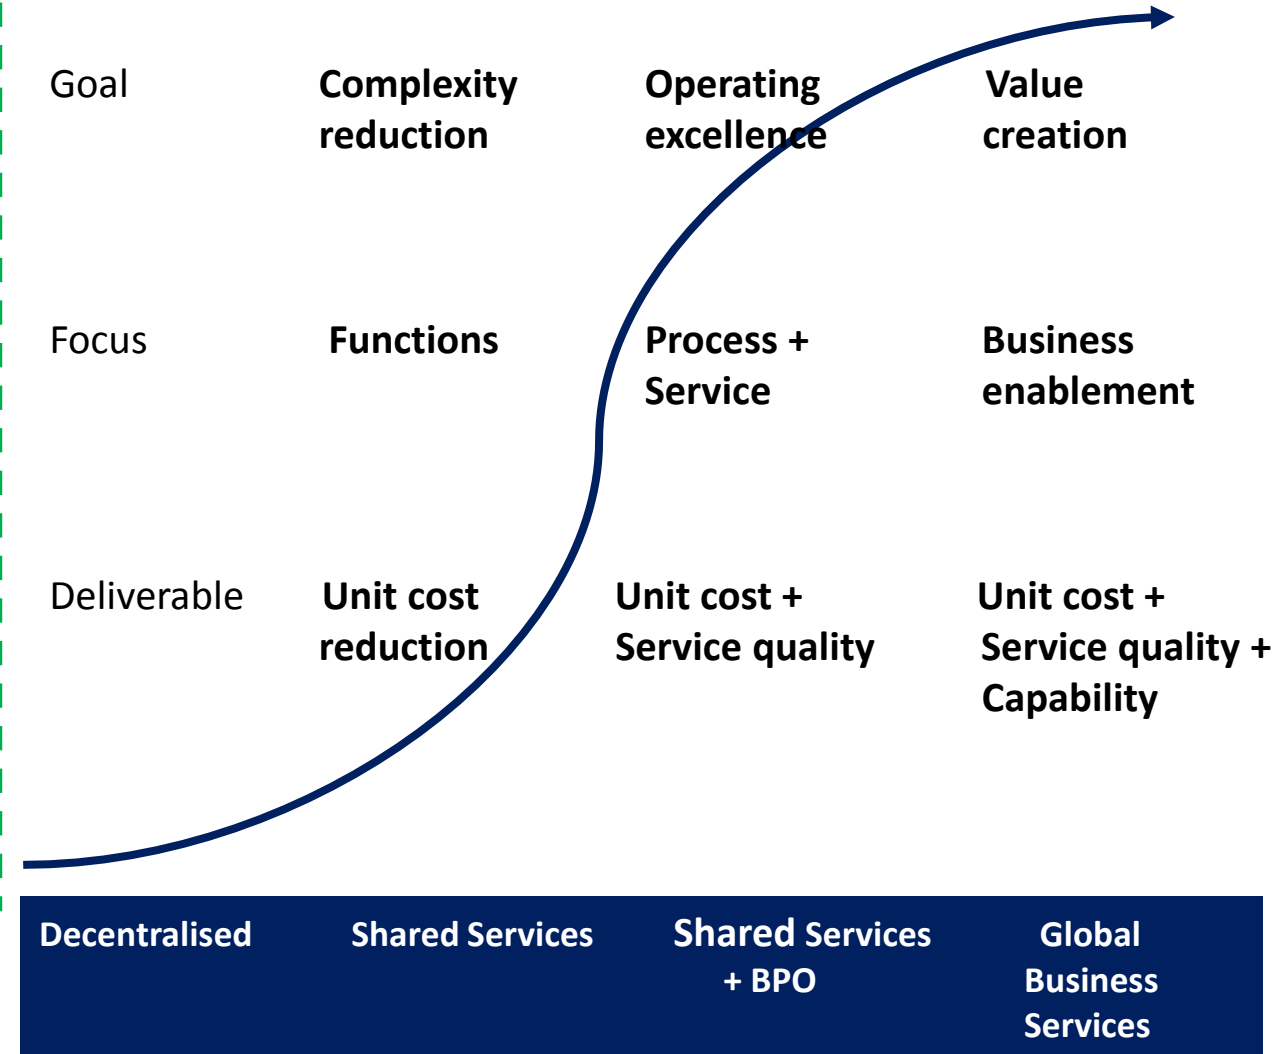 Goal
Complexity
reduction
Operating
excellence
Value
creation
Focus
Functions
Process +
Service
Business
enablement
Deliverable
Unit cost
reduction
Unit cost +
Service quality
Unit cost +
Service quality +
Capability
Decentralised
Shared Services
Shared Services
+ BPO
Global
Business
Services